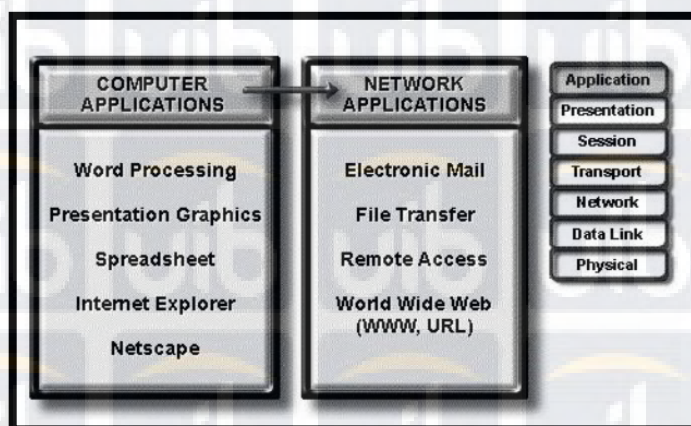 COMPUTER
APPLICATIONS
Word Processing
Presentation Graphics
Spreadsheet
Internet Explorer
Netscape
NETWORK
APPLICATIONS
Electronic Mail
File Transfer
Remote Access
World Wide Web
(WWW, URL)
Application
Presentation
Session
Transport
Network
Data Link
Physical